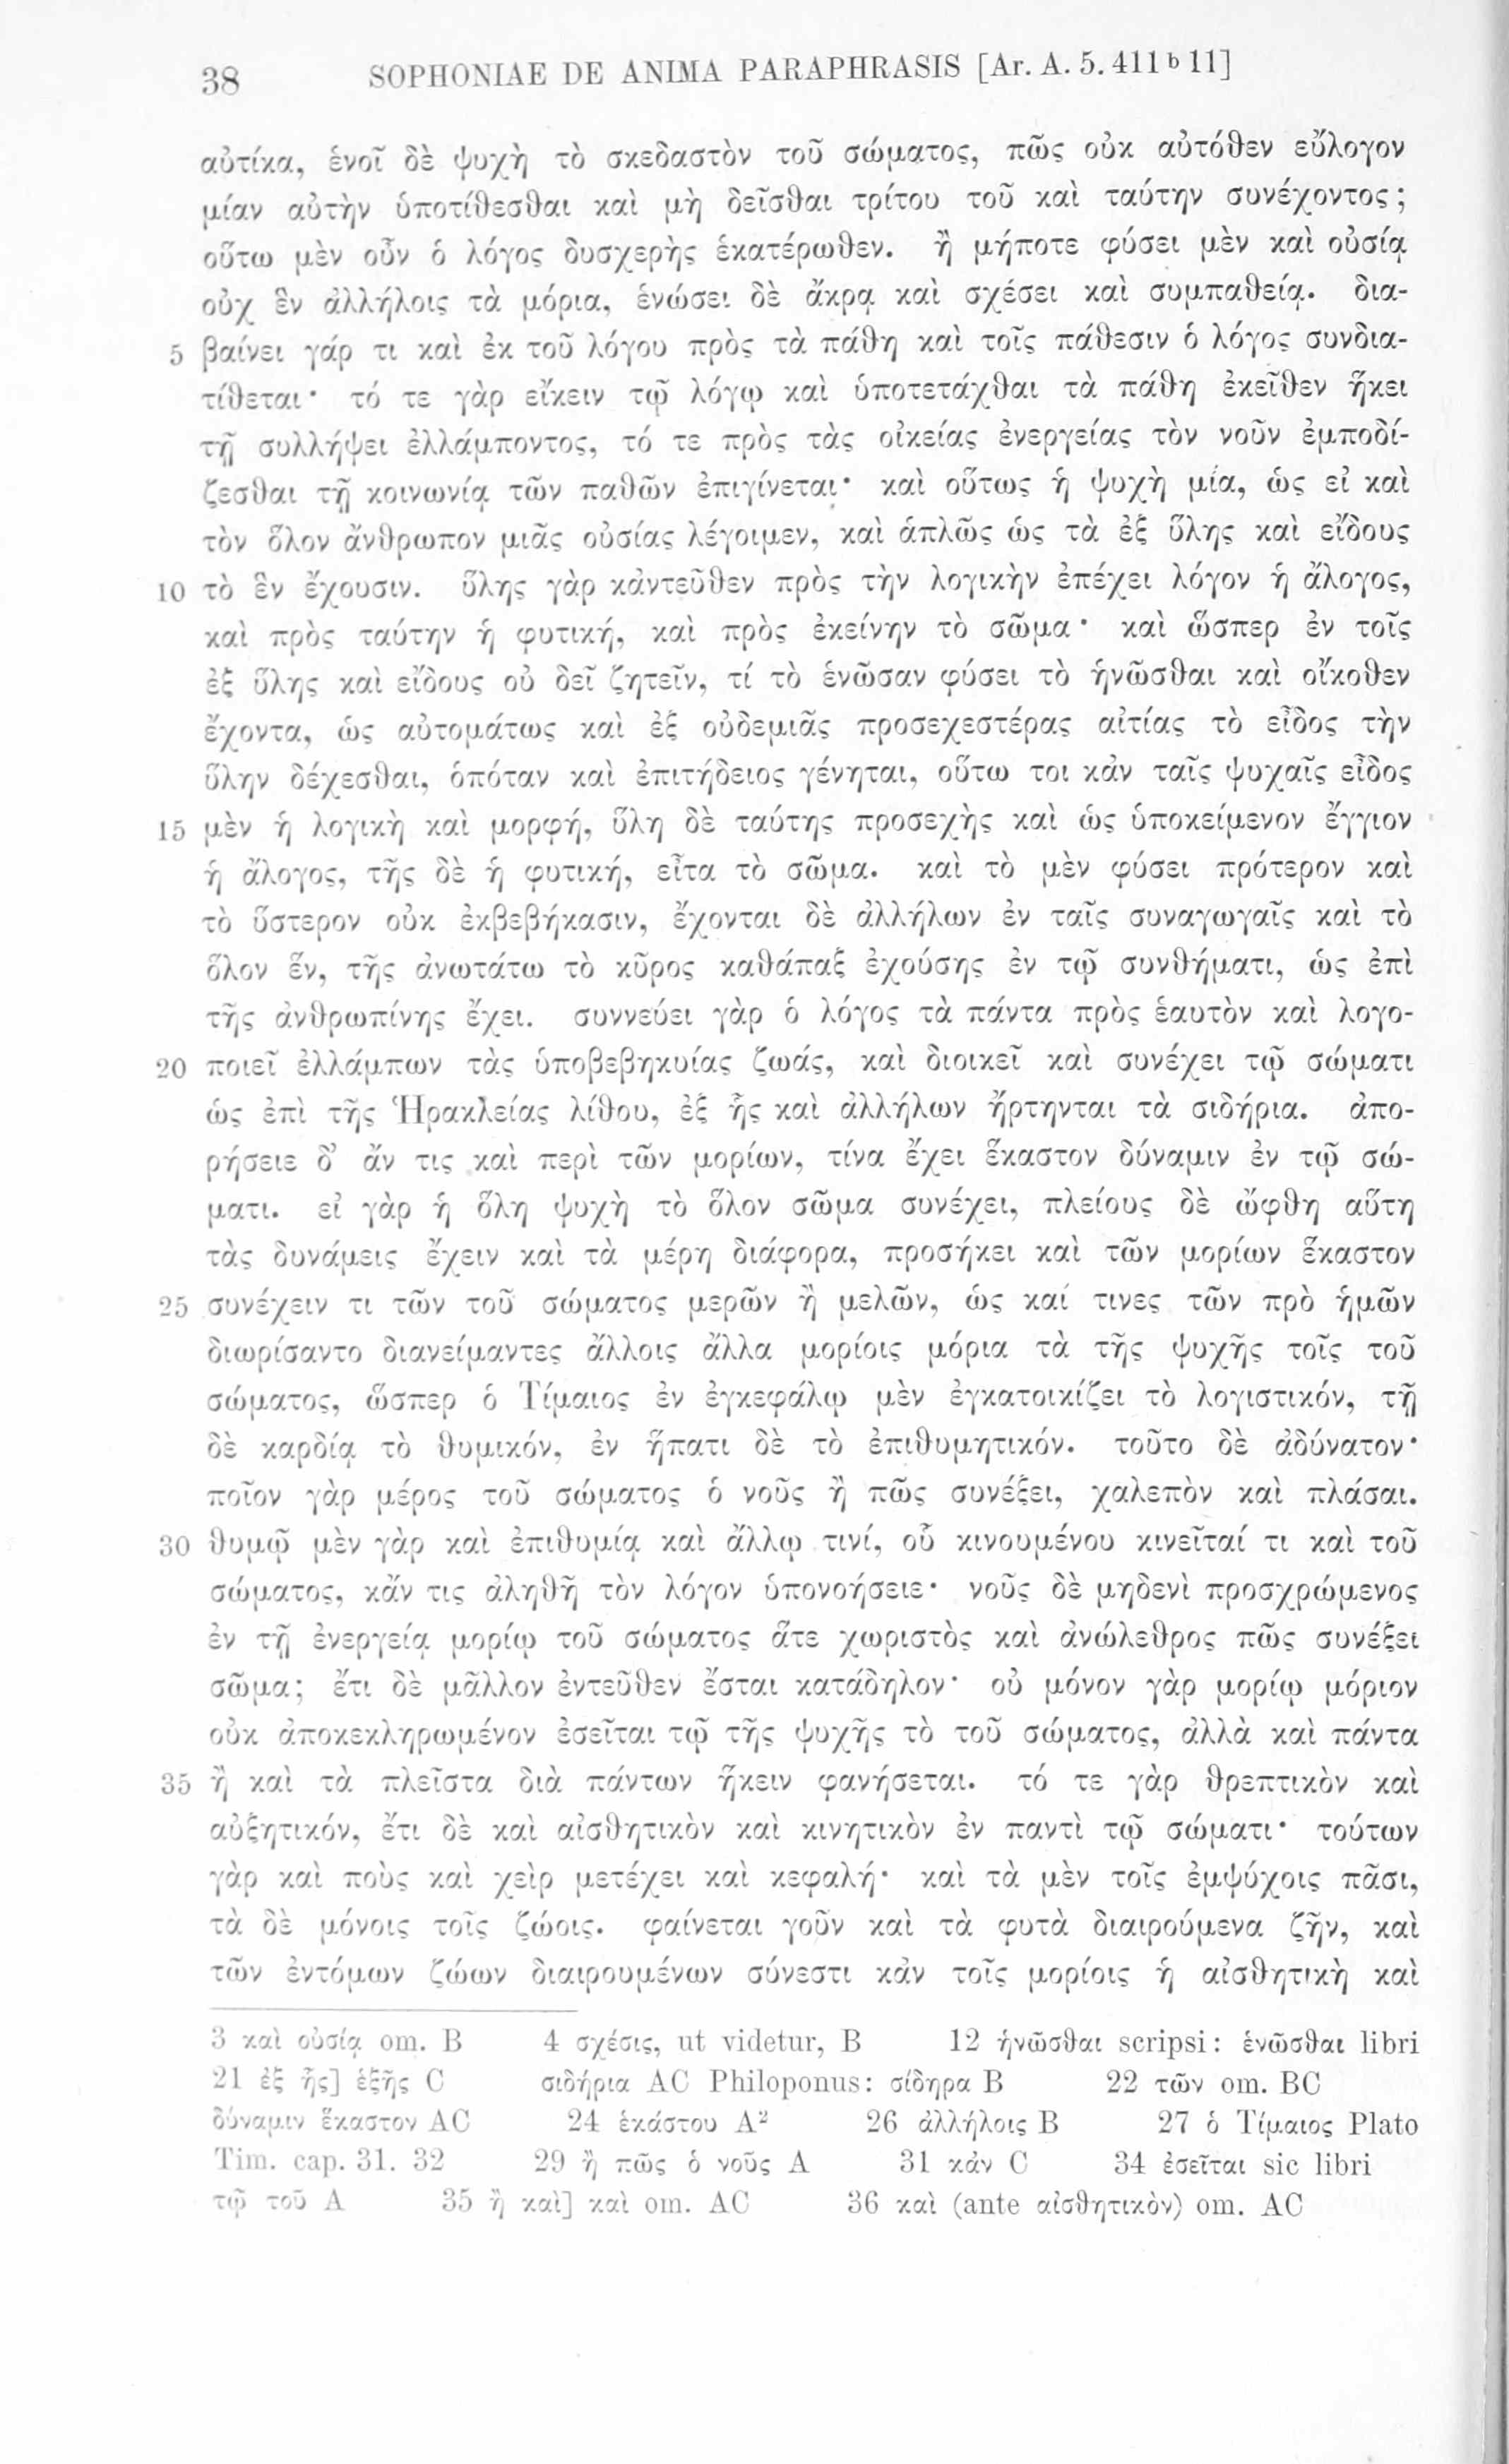 38 SOPHONIAE DE ANIMA PARAPHRASIS [Ar. A. 5. 411 b 11]
αὐτίκα, ἑνοῖ δὲ ψυχὴ τὸ σκεδαστὸν τοῦ σώματος, πῶς οὐκ αὐτόθεν εὔλογον
μίαν αὐτὴν ὑποτίθεσθαι καὶ μὴ δεῖσθαι τρίτου τοῦ καὶ ταύτην συνέχοντος;
οὕτω μὲν οὖν ὁ λόγος δυσχερὴς ἑκατέρωθεν. ἢ μήποτε φύσει μὲν καὶ οὐσίᾳ
οὐχ ἓν ἀλλήλοις τὰ μόρια, ἑνώσει δὲ ἄκρᾳ καὶ σχέσει καὶ συμπαθείᾳ. δια-
5 βαίνει γάρ τι καὶ ἐκ τοῦ λόγου πρὸς τὰ πάθη καὶ τοῖς πάθεσιν ὁ λόγος συνδια-
τίθεται· τό τε γὰρ εἴκειν τῷ λόγῳ καὶ ὑποτετάχθαι τὰ πάθη ἐκεῖθεν ἥκει
τῇ συλλήψει ἐλλάμποντος, τό τε πρὸς τὰς οἰκείας ἐνεργείας τὸν νοῦν ἐμποδί-
ζεσθαι τῇ κοινωνίᾳ τῶν παθῶν ἐπιγίνεται· καὶ οὕτως ἡ ψυχὴ μία, ὡς εἰ καὶ
τὸν ὅλον ἄνθρωπον μιᾶς οὐσίας λέγοιμεν, καὶ ἁπλῶς ὡς τὰ ἐξ ὕλης καὶ εἴδους
10 τὸ ἓν ἔχουσιν. ὕλης γὰρ κἀντεῦθεν πρὸς τὴν λογικὴν ἐπέχει λόγον ἡ ἄλογος,
καὶ πρὸς ταύτην ἡ φυτική, καὶ πρὸς ἐκείνην τὸ σῶμα· καὶ ὥσπερ ἐν τοῖς
ἐξ ὕλης καὶ εἴδους οὐ δεῖ ζητεῖν, τί τὸ ἑνῶσαν φύσει τὸ ἡνῶσθαι καὶ οἴκοθεν
ἔχοντα, ὡς αὐτομάτως καὶ ἐξ οὐδεμιᾶς προσεχεστέρας αἰτίας τὸ εἶδος τὴν
ὕλην δέχεσθαι, ὁπόταν καὶ ἐπιτήδειος γένηται, οὕτω τοι κἀν ταῖς ψυχαῖς εἶδος
15 μὲν ἡ λογικὴ καὶ μορφή, ὕλη δὲ ταύτης προσεχὴς καὶ ὡς ὑποκείμενον ἔγγιον
ἡ ἄλογος, τῆς δὲ ἡ φυτική, εἶτα τὸ σῶμα. καὶ τὸ μὲν φύσει πρότερον καὶ
τὸ ὕστερον οὐκ ἐκβεβήκασιν, ἔχονται δὲ ἀλλήλων ἐν ταῖς συναγωγαῖς καὶ τὸ
ὅλον ἕν, τῆς ἀνωτάτω τὸ κῦρος καθάπαξ ἐχούσης ἐν τῷ συνθήματι, ὡς ἐπὶ
τῆς ἀνθρωπίνης ἔχει. συννεύει γὰρ ὁ λόγος τὰ πάντα πρὸς ἑαυτὸν καὶ λογο-
20 ποιεῖ ἐλλάμπων τὰς ὑποβεβηκυίας ζωάς, καὶ διοικεῖ καὶ συνέχει τῷ σώματι
ὡς ἐπὶ τῆς Ἡρακλείας λίθου, ἐξ ἧς καὶ ἀλλήλων ἤρτηνται τὰ σιδήρια. ἀπο-
ρήσειε δ' ἄν τις καὶ περὶ τῶν μορίων, τίνα ἔχει ἕκαστον δύναμιν ἐν τῷ σώ-
ματι. εἰ γὰρ ἡ ὅλη ψυχὴ τὸ ὅλον σῶμα συνέχει, πλείους δὲ ὤφθη αὕτη
τὰς δυνάμεις ἔχειν καὶ τὰ μέρη διάφορα, προσήκει καὶ τῶν μορίων ἕκαστον
25 συνέχειν τι τῶν τοῦ σώματος μερῶν ἢ μελῶν, ὡς καί τινες τῶν πρὸ ἡμῶν
διωρίσαντο διανείμαντες ἄλλοις ἄλλα μορίοις μόρια τὰ τῆς ψυχῆς τοῖς τοῦ
σώματος, ὥσπερ ὁ Τίμαιος ἐν ἐγκεφάλῳ μὲν ἐγκατοικίζει τὸ λογιστικόν, τῇ
δὲ καρδίᾳ τὸ θυμικόν, ἐν ἥπατι δὲ τὸ ἐπιθυμητικόν. τοῦτο δὲ ἀδύνατον·
ποῖον γὰρ μέρος τοῦ σώματος ὁ νοῦς ἢ πῶς συνέξει, χαλεπὸν καὶ πλάσαι.
30 θυμῷ μὲν γὰρ καὶ ἐπιθυμίᾳ καὶ ἄλλῳ τινί, οὗ κινουμένου κινεῖταί τι καὶ τοῦ
σώματος, κἄν τις ἀληθῆ τὸν λόγον ὑπονοήσειε· νοῦς δὲ μηδενὶ προσχρώμενος
ἐν τῇ ἐνεργείᾳ μορίῳ τοῦ σώματος ἅτε χωριστὸς καὶ ἀνώλεθρος πῶς συνέξει
σῶμα; ἔτι δὲ μᾶλλον ἐντεῦθεν ἔσται κατάδηλον· οὐ μόνον γὰρ μορίῳ μόριον
οὐκ ἀποκεκληρωμένον ἐσεῖται τῷ τῆς ψυχῆς τὸ τοῦ σώματος, ἀλλὰ καὶ πάντα
35 ἢ καὶ τὰ πλεῖστα διὰ πάντων ἥκειν φανήσεται. τό τε γὰρ θρεπτικὸν καὶ
αὐξητικόν, ἔτι δὲ καὶ αἰσθητικὸν καὶ κινητικὸν ἐν παντὶ τῷ σώματι· τούτων
γὰρ καὶ ποὺς καὶ χεὶρ μετέχει καὶ κεφαλή· καὶ τὰ μὲν τοῖς ἐμψύχοις πᾶσι,
τὰ δὲ μόνοις τοῖς ζώοις. φαίνεται γοῦν καὶ τὰ φυτὰ διαιρούμενα ζῆν, καὶ
τῶν ἐντόμων ζώων διαιρουμένων σύνεστι κἀν τοῖς μορίοις ἡ αἰσθητικὴ καὶ
3 καὶ οὐσίᾳ om. B 4 σχέσις, ut videtur, B 12 ἡνῶσθαι scripsi: ἑνῶσθαι libri
21 ἐξ ἧς] ἑξῆς C σιδήρια AC Philoponus: σίδηρα B 22 τῶν om. BC
δύναμιν ἕκαστον AC 24 ἑκάστου A² 26 ἀλλήλοις B 27 ὁ Τίμαιος Plato
Tim. cap. 31. 32 29 ἢ πῶς ὁ νοῦς A 31 κἀν C 34 ἐσεῖται sic libri
τῷ τοῦ A 35 ἢ καὶ] καὶ om. AC 36 καὶ (ante αἰσθητικὸν) om. AC